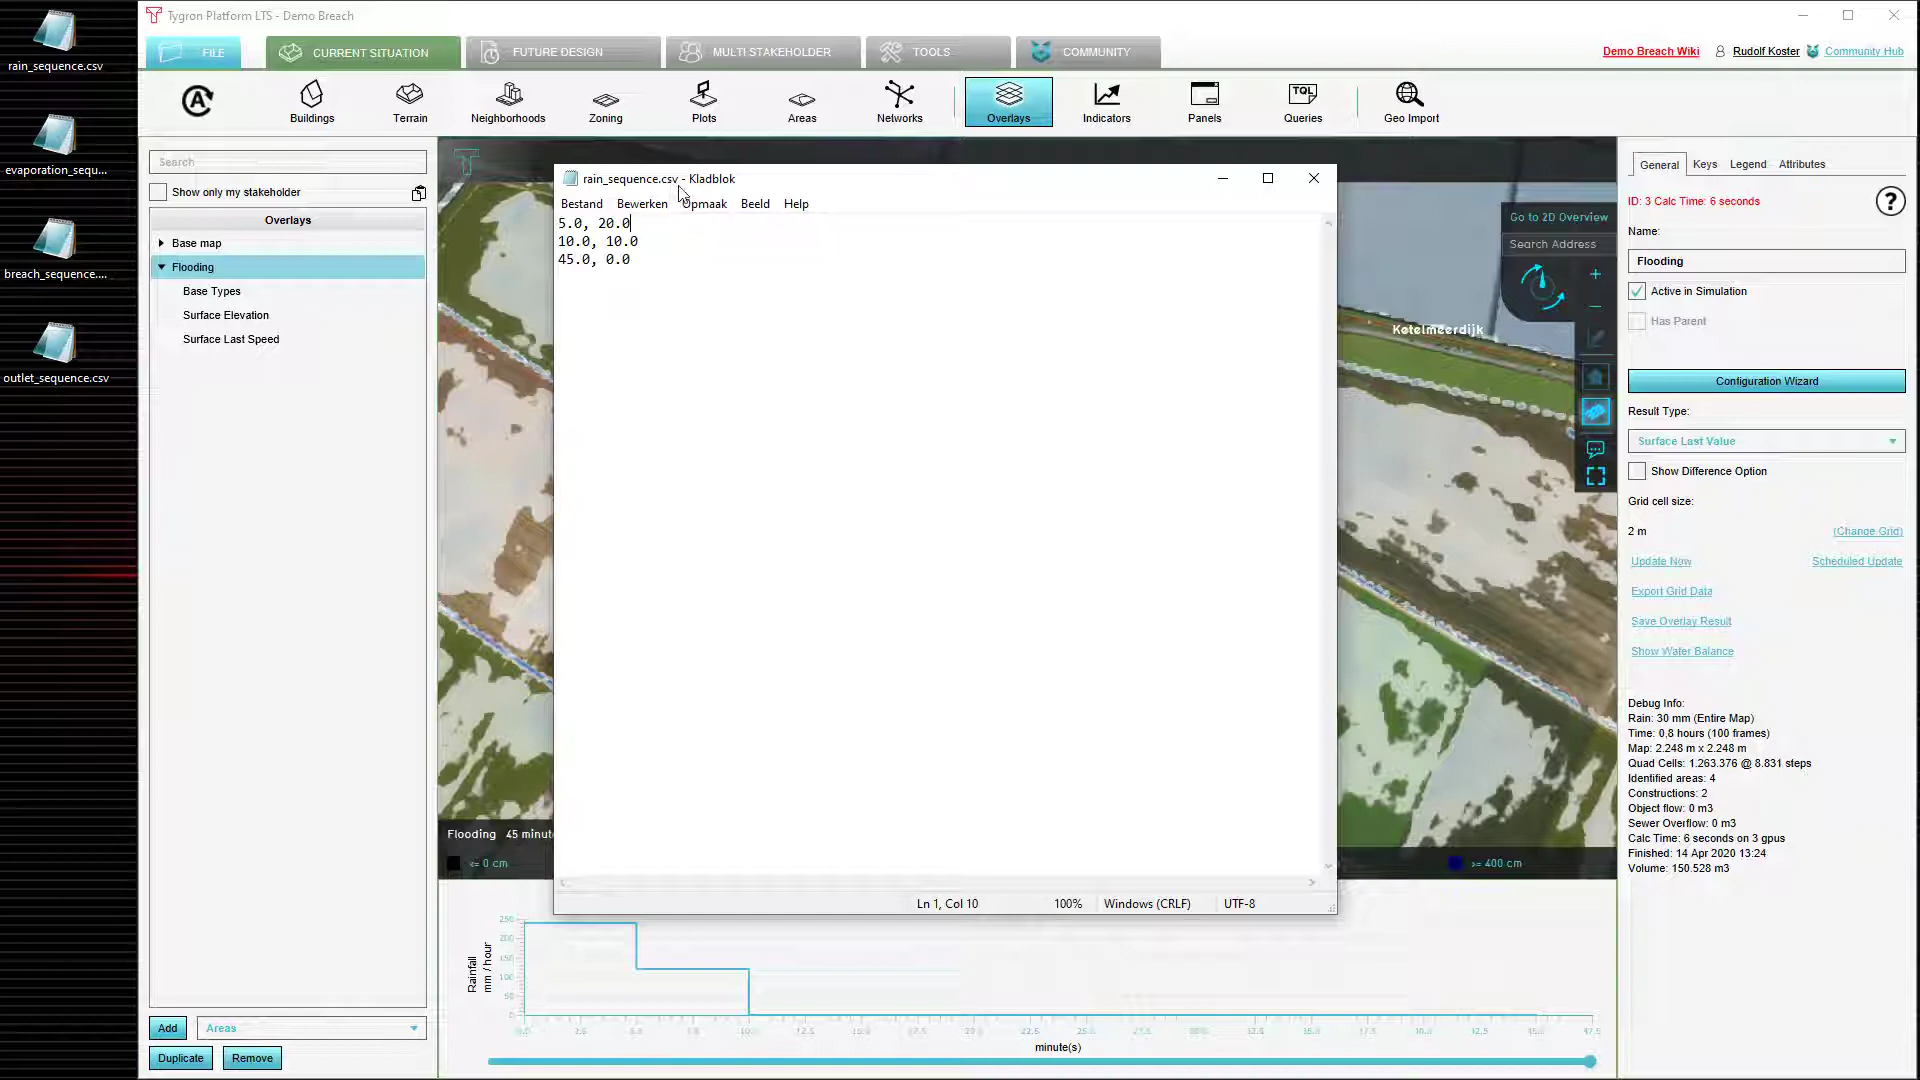 rain_sequence.csv
evaporation_sequ...
breach_sequence....
outlet_sequence.csv
Tygron Platform LTS - Demo Breach
FILE
CURRENT SITUATION
FUTURE DESIGN
MULTI STAKEHOLDER
TOOLS
COMMUNITY
Demo Breach Wiki
Rudolf Koster
Community Hub
Buildings
Terrain
Neighborhoods
Zoning
Plots
Areas
Networks
Overlays
Indicators
Panels
TQL
Queries
Geo Import
Search
Show only my stakeholder
Overlays
Base map
Flooding
Base Types
Surface Elevation
Surface Last Speed
Add
Areas
Duplicate
Remove
rain_sequence.csv - Kladblok
Bestand Bewerken Opmaak Beeld Help
5.0, 20.0
10.0, 10.0
45.0, 0.0
Ln 1, Col 10
100%
Windows (CRLF)
UTF-8
Go to 2D Overview
Search Address
Ketelmeerdijk
Flooding 45 minut
<= 0 cm
>= 400 cm
Rainfall
mm / hour
250
200
150
100
50
minute(s)
General Keys Legend Attributes
ID: 3 Calc Time: 6 seconds
Name:
Flooding
Active in Simulation
Has Parent
Configuration Wizard
Result Type:
Surface Last Value
Show Difference Option
Grid cell size:
2 m
(Change Grid)
Update Now
Scheduled Update
Export Grid Data
Save Overlay Result
Show Water Balance
Debug Info:
Rain: 30 mm (Entire Map)
Time: 0,8 hours (100 frames)
Map: 2.248 m x 2.248 m
Quad Cells: 1.263.376 @ 8.831 steps
Identified areas: 4
Constructions: 2
Object flow: 0 m3
Sewer Overflow: 0 m3
Calc Time: 6 seconds on 3 gpus
Finished: 14 Apr 2020 13:24
Volume: 150.528 m3